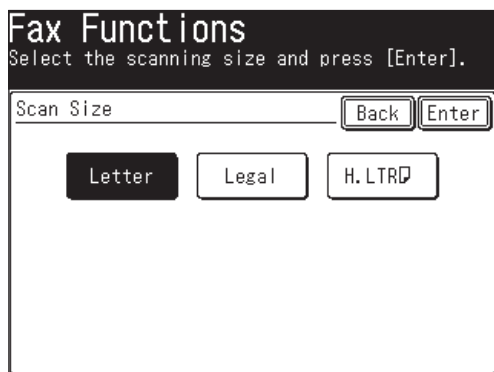 Fax Functions
Select the scanning size and press [Enter].
Scan Size Back Enter
Letter Legal H.LTR